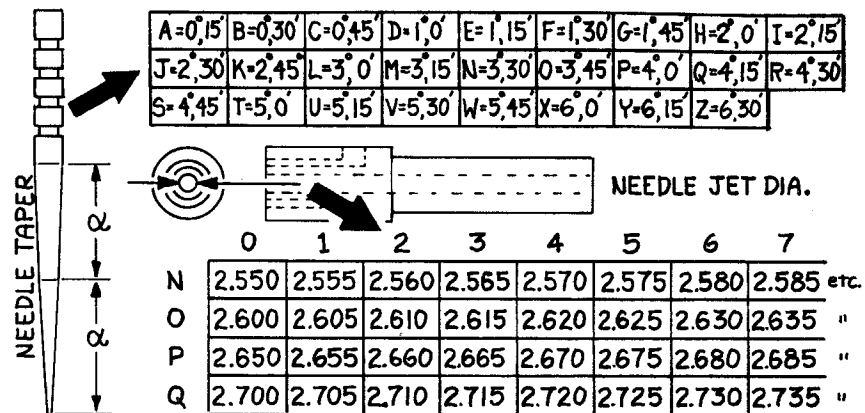 A=0°,15' B=0°,30' C=0°,45' D=1°,0' E=1°,15' F=1°,30' G=1°,45' H=2°,0' I=2°,15'
J=2°,30' K=2°,45' L=3°,0' M=3°,15' N=3°,30' O=3°,45' P=4°,0' Q=4°,15' R=4°,30'
S=4°,45' T=5°,0' U=5°,15' V=5°,30' W=5°,45' X=6°,0' Y=6°,15' Z=6°,30'
NEEDLE TAPER
α
α
NEEDLE JET DIA.
0 1 2 3 4 5 6 7
N 2.550 2.555 2.560 2.565 2.570 2.575 2.580 2.585 etc.
O 2.600 2.605 2.610 2.615 2.620 2.625 2.630 2.635 "
P 2.650 2.655 2.660 2.665 2.670 2.675 2.680 2.685 "
Q 2.700 2.705 2.710 2.715 2.720 2.725 2.730 2.735 "